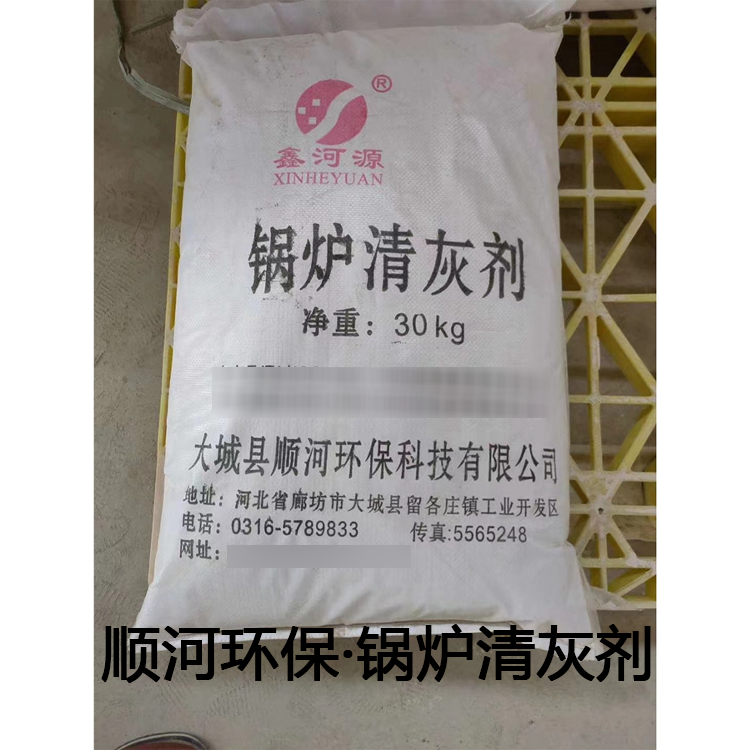 ®
鑫河源
XINHEYUAN
锅炉清灰剂
净重：30kg
大城县顺河环保科技有限公司
地址：河北省廊坊市大城县留各庄镇工业开发区
电话：0316-5789833 传真:5565248
网址：
顺河环保·锅炉清灰剂